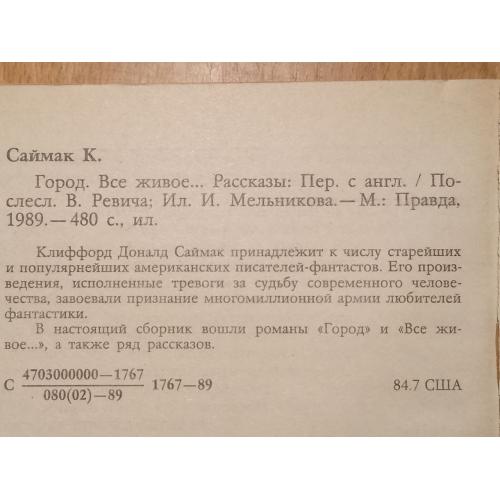 Саймак К.
Город. Все живое... Рассказы: Пер. с англ. / По-
слесл. В. Ревича; Ил. И. Мельникова.— М.: Правда,
1989.— 480 с., ил.
Клиффорд Доналд Саймак принадлежит к числу старейших
и популярнейших американских писателей-фантастов. Его произ-
ведения, исполненные тревоги за судьбу современного челове-
чества, завоевали признание многомиллионной армии любителей
фантастики.
В настоящий сборник вошли романы «Город» и «Все жи-
вое...», а также ряд рассказов.
С 4703000000—1767 1767—89 84.7 США
080(02)—89